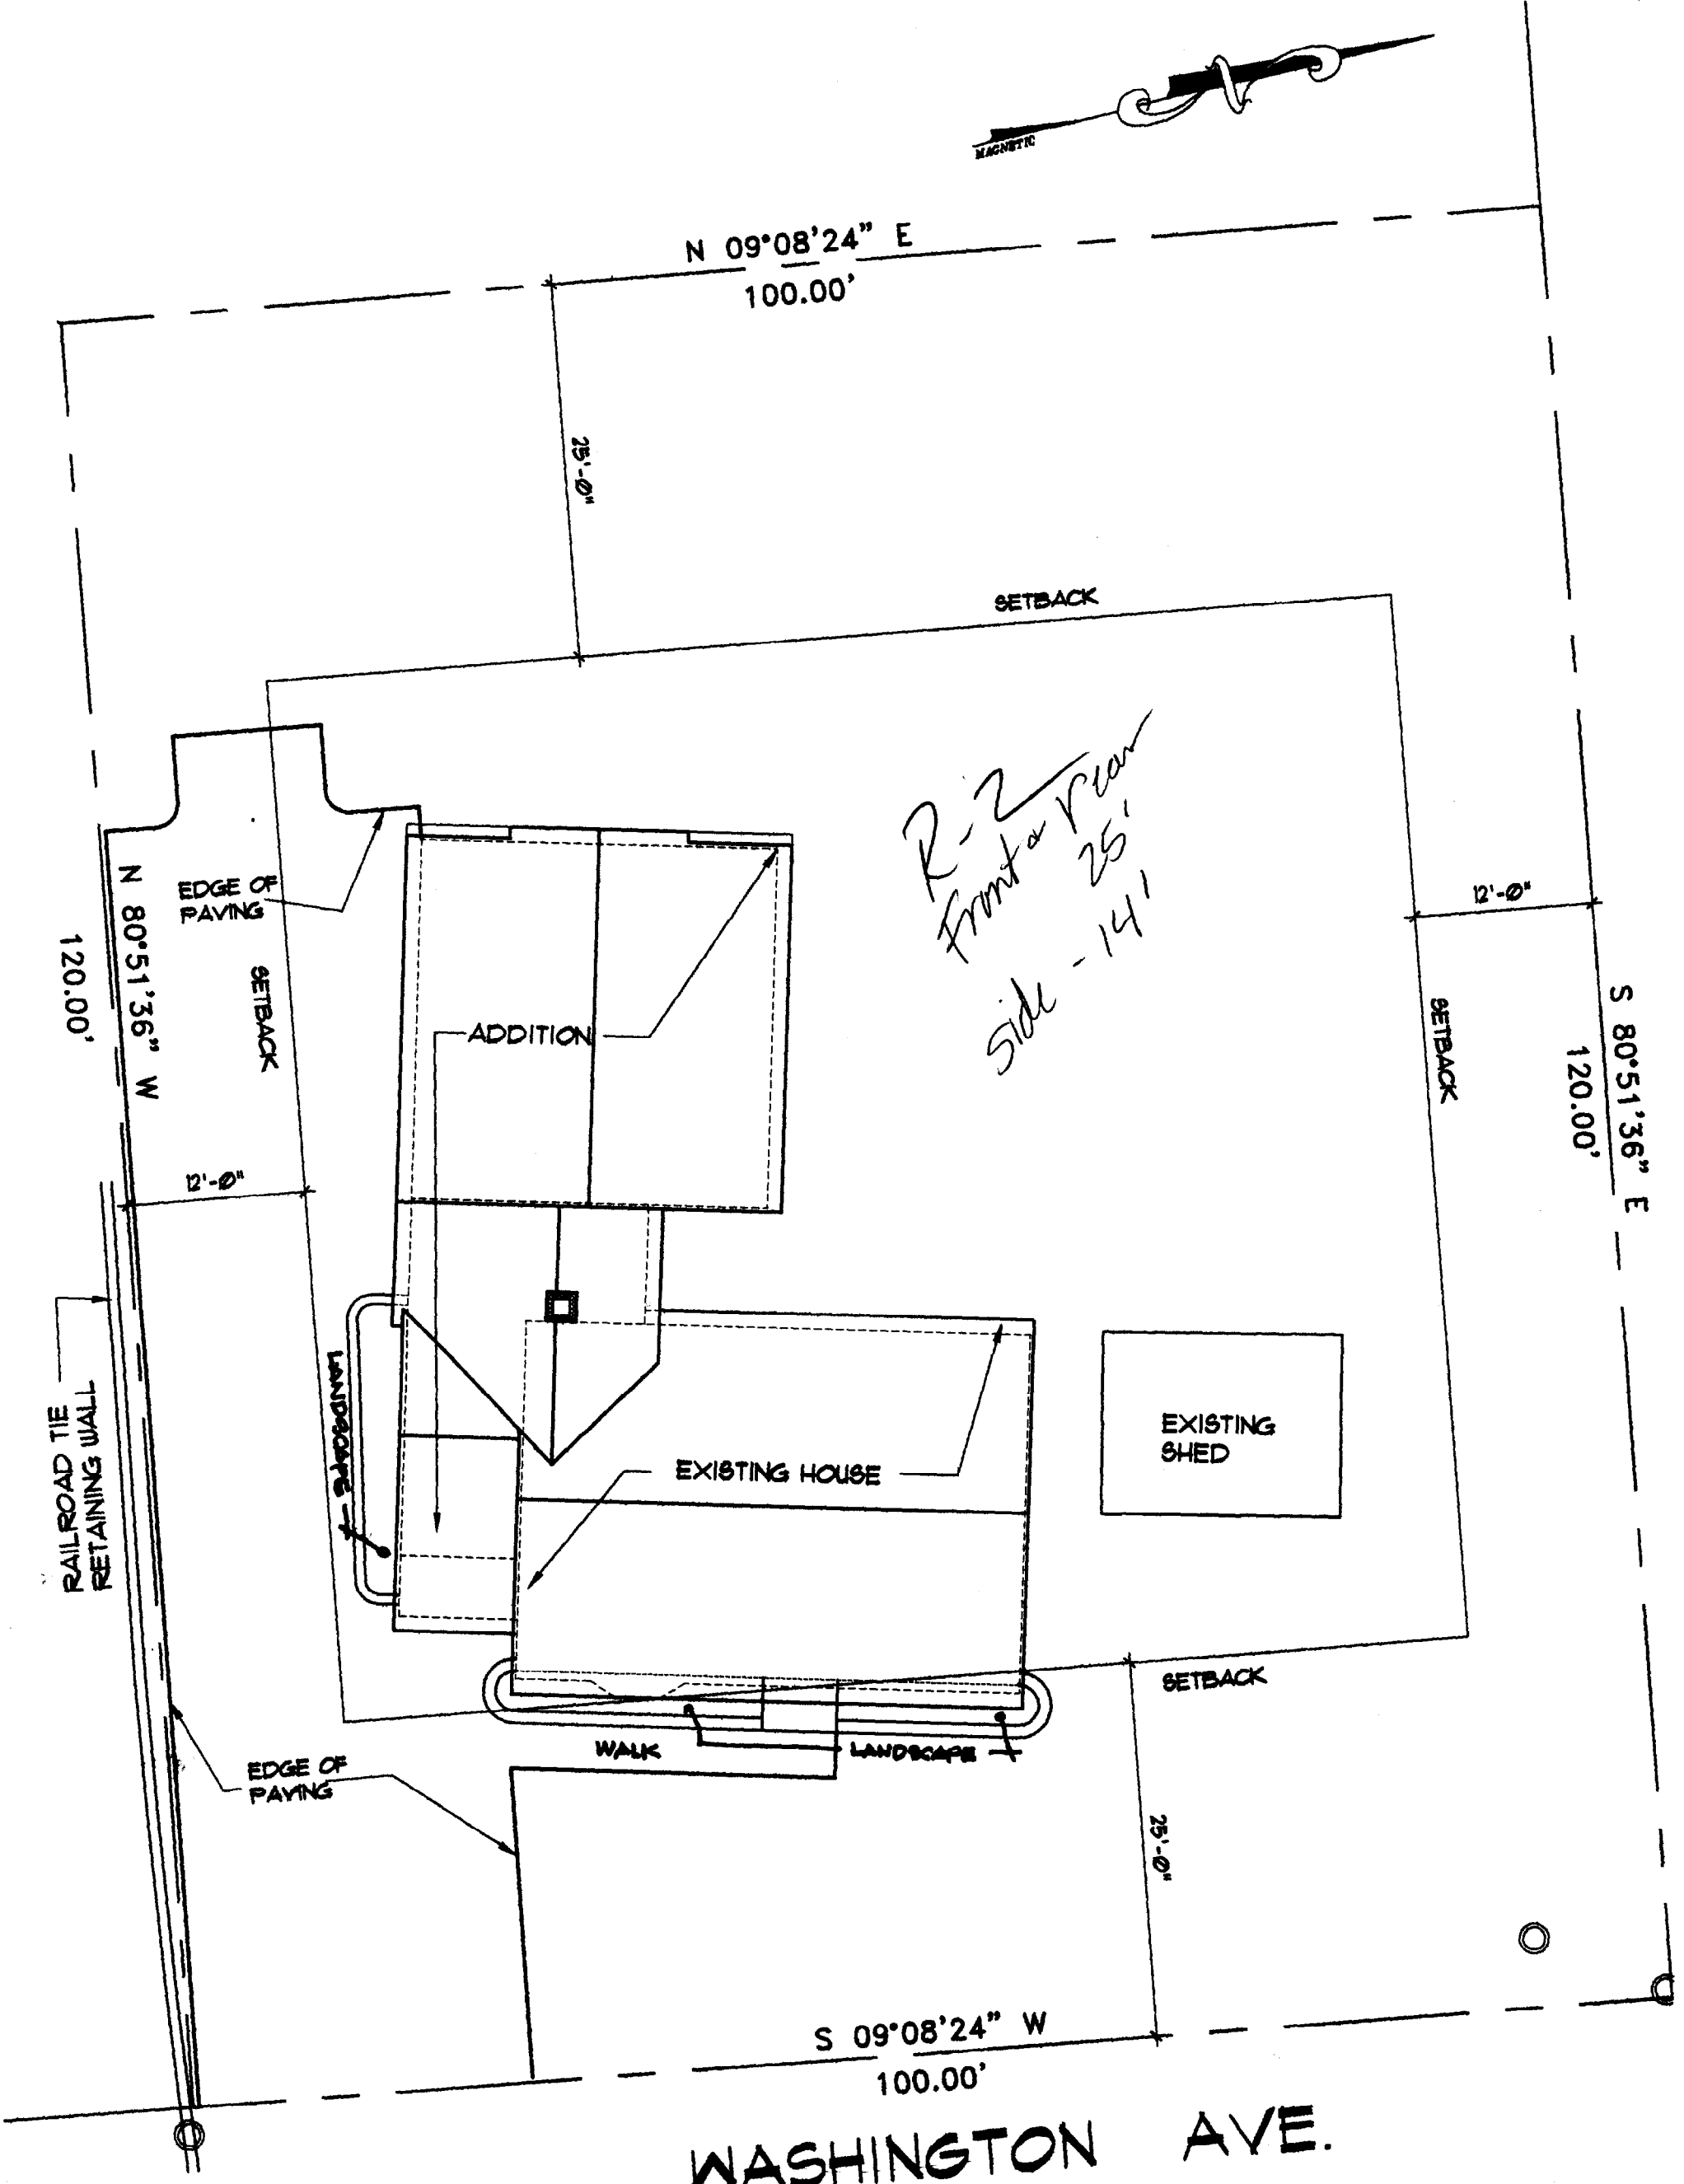 MAGNETIC
N 09°08'24" E
100.00'
25'-0"
SETBACK
R-2
Front & rear
25'
side - 14'
EDGE OF
PAVING
N 80°51'36" W
120.00'
SETBACK
12'-0"
SETBACK
S 80°51'36" E
120.00'
ADDITION
12'-0"
RAILROAD TIE
RETAINING WALL
LANDSCAPE
EXISTING HOUSE
EXISTING
SHED
SETBACK
WALK
LANDSCAPE
EDGE OF
PAVING
25'-0"
S 09°08'24" W
100.00'
WASHINGTON AVE.